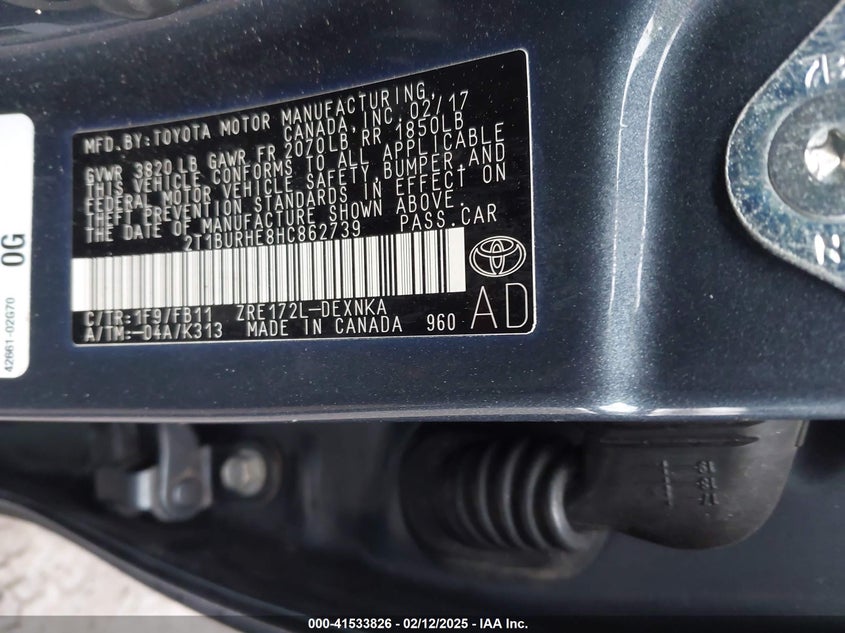 MFD.BY:TOYOTA MOTOR MANUFACTURING,
CANADA, INC. 02/17
GVWR 3820 LB GAWR FR 2070LB RR 1850LB
THIS VEHICLE CONFORMS TO ALL APPLICABLE
FEDERAL MOTOR VEHICLE SAFETY, BUMPER, AND
THEFT PREVENTION STANDARDS IN EFFECT ON
THE DATE OF MANUFACTURE SHOWN ABOVE.
2T1BURHE8HC862739 PASS.CAR
C/TR:1F9/FB11 ZRE172L-DEXNKA
A/TM:-04A/K313 MADE IN CANADA 960
AD
0G
42661-02G70
000-41533826 - 02/12/2025 - IAA Inc.